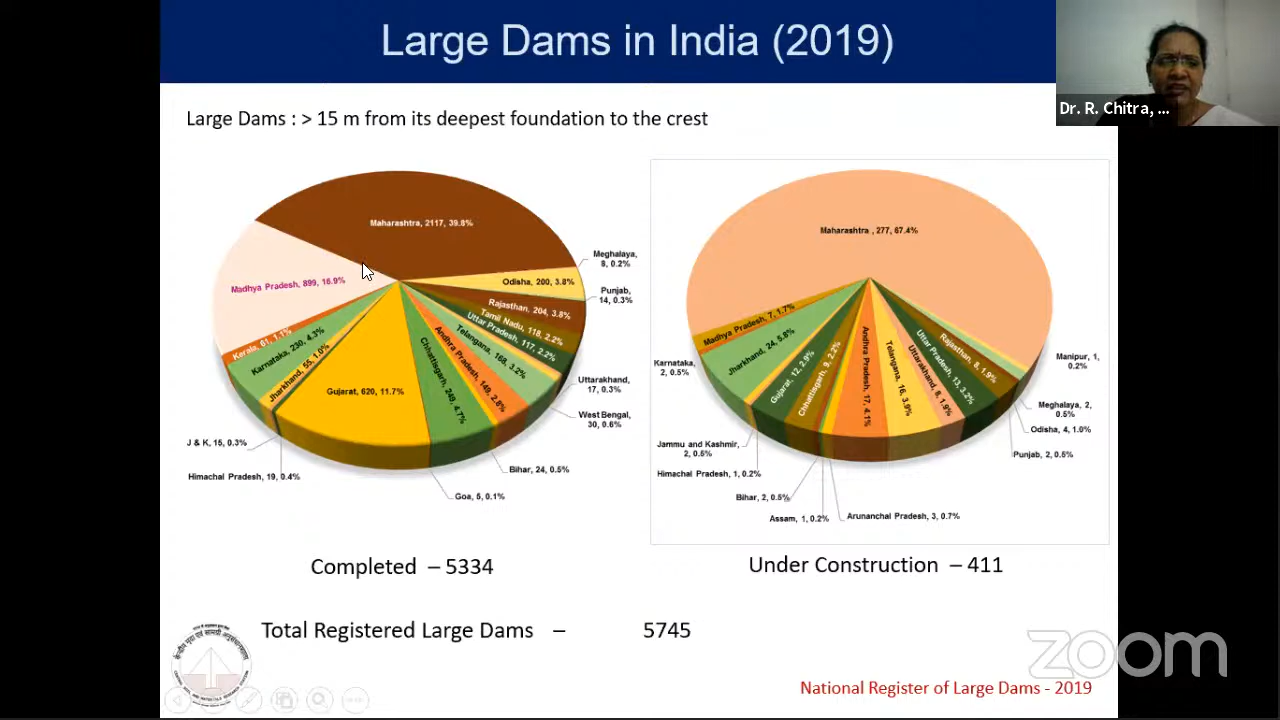 Large Dams in India (2019)
Dr. R. Chitra, ...
Large Dams : > 15 m from its deepest foundation to the crest
Maharashtra, 2117, 39.8%
Meghalaya,
8, 0.2%
Odisha, 200, 3.8%
Punjab,
14, 0.3%
Rajasthan, 204, 3.8%
Tamil Nadu, 118, 2.2%
Uttar Pradesh, 117, 2.2%
Telangana, 168, 3.2%
Uttarakhand,
17, 0.3%
West Bengal,
30, 0.6%
Andhra Pradesh, 149, 2.8%
Bihar, 24, 0.5%
Chhattisgarh, 249, 4.7%
Goa, 5, 0.1%
Gujarat, 620, 11.7%
Himachal Pradesh, 19, 0.4%
J & K, 15, 0.3%
Jharkhand, 55, 1.0%
Karnataka, 230, 4.3%
Kerala, 61, 1.1%
Madhya Pradesh, 899, 16.9%
Completed – 5334
Maharashtra , 277, 67.4%
Manipur, 1,
0.2%
Meghalaya, 2,
0.5%
Odisha, 4, 1.0%
Punjab, 2, 0.5%
Rajasthan, 8, 1.9%
Uttar Pradesh, 13, 3.2%
Uttarakhand, 8, 1.9%
Telangana, 16, 3.9%
Andhra Pradesh, 17, 4.1%
Arunanchal Pradesh, 3, 0.7%
Assam, 1, 0.2%
Bihar, 2, 0.5%
Chhattisgarh, 9, 2.2%
Gujarat, 12, 2.9%
Himachal Pradesh, 1, 0.2%
Jammu and Kashmir,
2, 0.5%
Jharkhand, 24, 5.8%
Karnataka,
2, 0.5%
Madhya Pradesh, 7, 1.7%
Under Construction – 411
Total Registered Large Dams – 5745
zoom
National Register of Large Dams - 2019